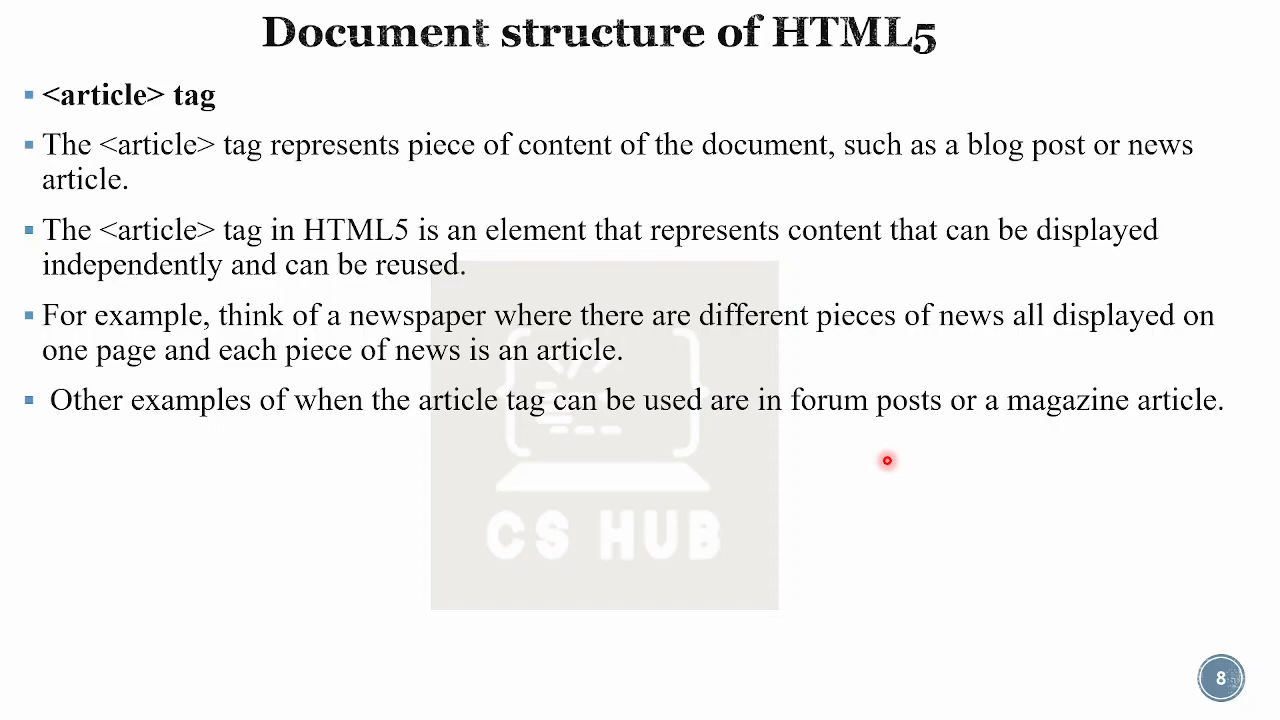 Document structure of HTML5
<article> tag
The <article> tag represents piece of content of the document, such as a blog post or news
article.
The <article> tag in HTML5 is an element that represents content that can be displayed
independently and can be reused.
For example, think of a newspaper where there are different pieces of news all displayed on
one page and each piece of news is an article.
Other examples of when the article tag can be used are in forum posts or a magazine article.
CS HUB
8